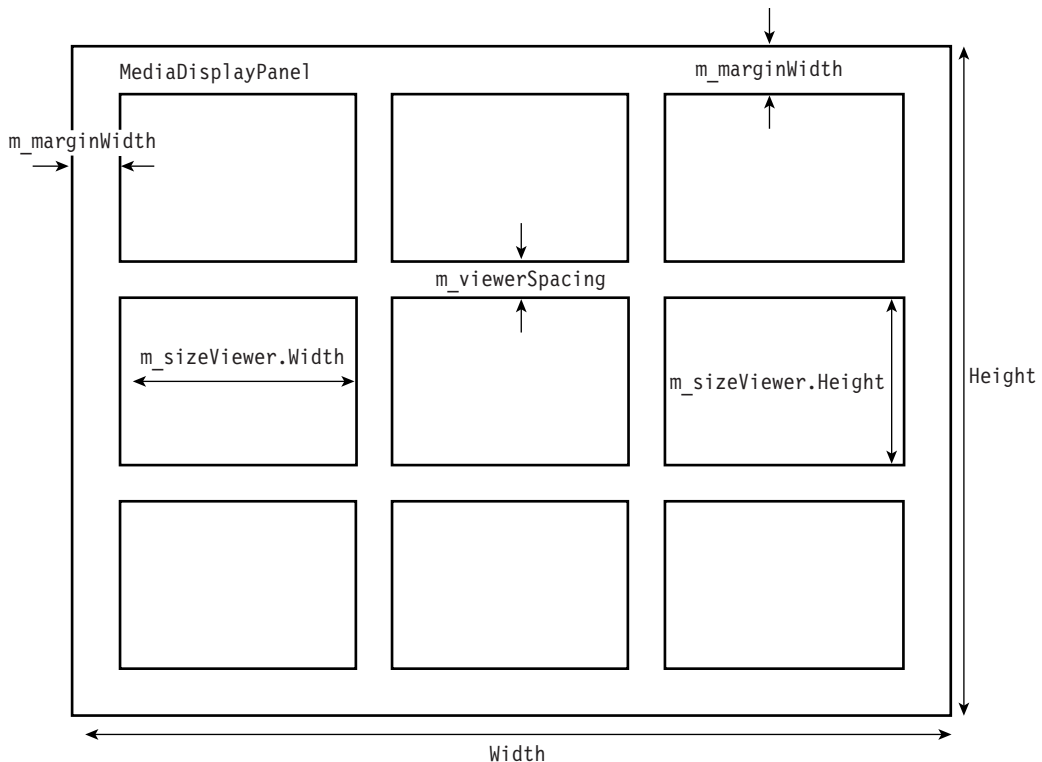 MediaDisplayPanel
m_marginWidth
m_marginWidth
m_viewerSpacing
m_sizeViewer.Width
m_sizeViewer.Height
Height
Width